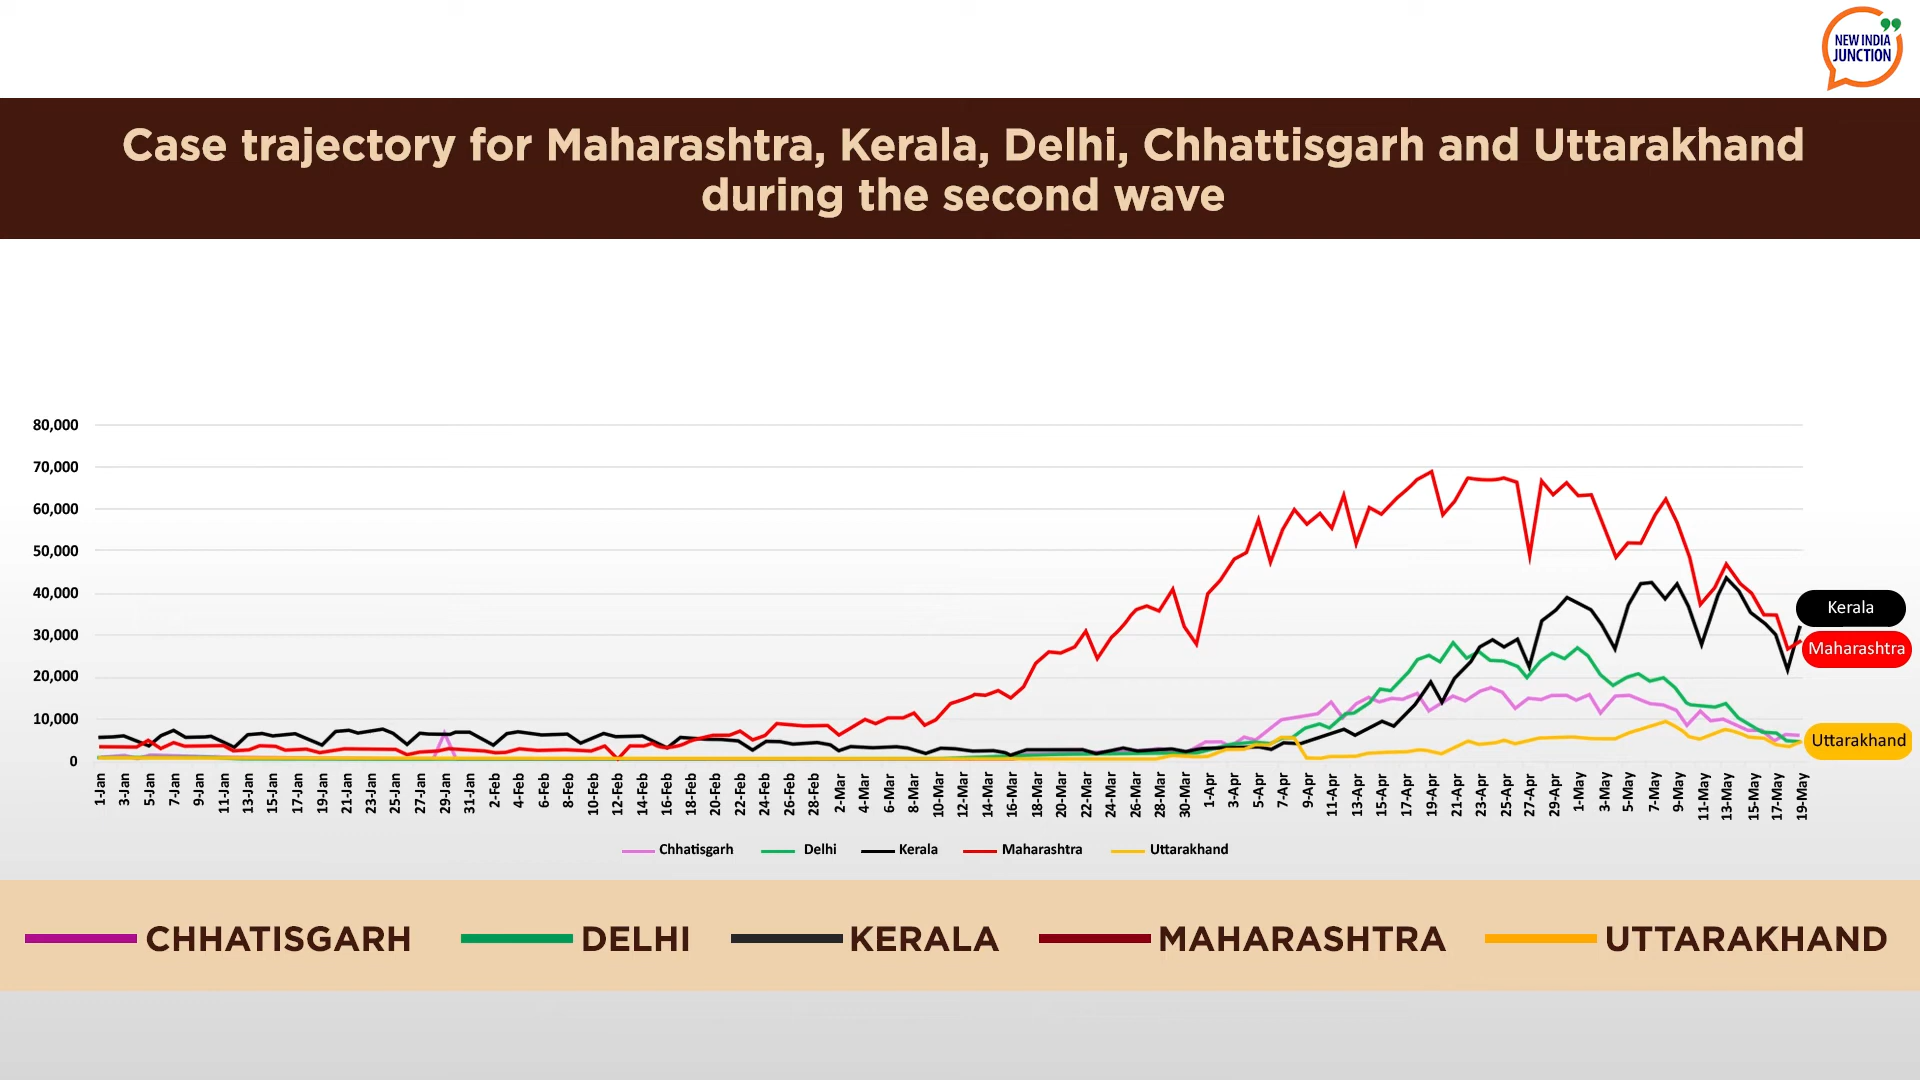 NEW INDIA
JUNCTION
Case trajectory for Maharashtra, Kerala, Delhi, Chhattisgarh and Uttarakhand
during the second wave
80,000
70,000
60,000
50,000
40,000
30,000
20,000
10,000
0
Kerala
Maharashtra
Uttarakhand
1-Jan 3-Jan 5-Jan 7-Jan 9-Jan 11-Jan 13-Jan 15-Jan 17-Jan 19-Jan 21-Jan 23-Jan 25-Jan 27-Jan 29-Jan 31-Jan 2-Feb 4-Feb 6-Feb 8-Feb 10-Feb 12-Feb 14-Feb 16-Feb 18-Feb 20-Feb 22-Feb 24-Feb 26-Feb 28-Feb 2-Mar 4-Mar 6-Mar 8-Mar 10-Mar 12-Mar 14-Mar 16-Mar 18-Mar 20-Mar 22-Mar 24-Mar 26-Mar 28-Mar 30-Mar 1-Apr 3-Apr 5-Apr 7-Apr 9-Apr 11-Apr 13-Apr 15-Apr 17-Apr 19-Apr 21-Apr 23-Apr 25-Apr 27-Apr 29-Apr 1-May 3-May 5-May 7-May 9-May 11-May 13-May 15-May 17-May 19-May
Chhatisgarh Delhi Kerala Maharashtra Uttarakhand
CHHATISGARH DELHI KERALA MAHARASHTRA UTTARAKHAND